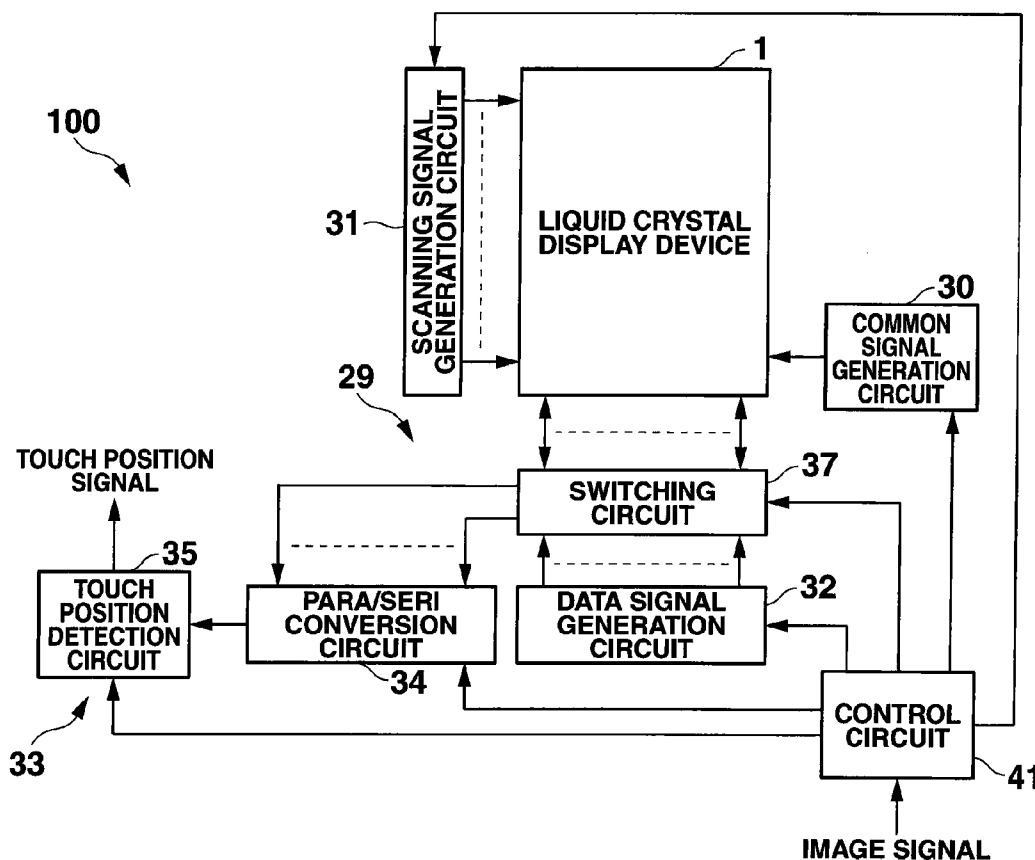 1
100
SCANNING SIGNAL
GENERATION CIRCUIT
31
LIQUID CRYSTAL
DISPLAY DEVICE
30
COMMON
SIGNAL
GENERATION
CIRCUIT
29
TOUCH POSITION
SIGNAL
37
SWITCHING
CIRCUIT
35
TOUCH
POSITION
DETECTION
CIRCUIT
PARA/SERI
CONVERSION
CIRCUIT
34
DATA SIGNAL
GENERATION
CIRCUIT
32
33
CONTROL
CIRCUIT
41
IMAGE SIGNAL